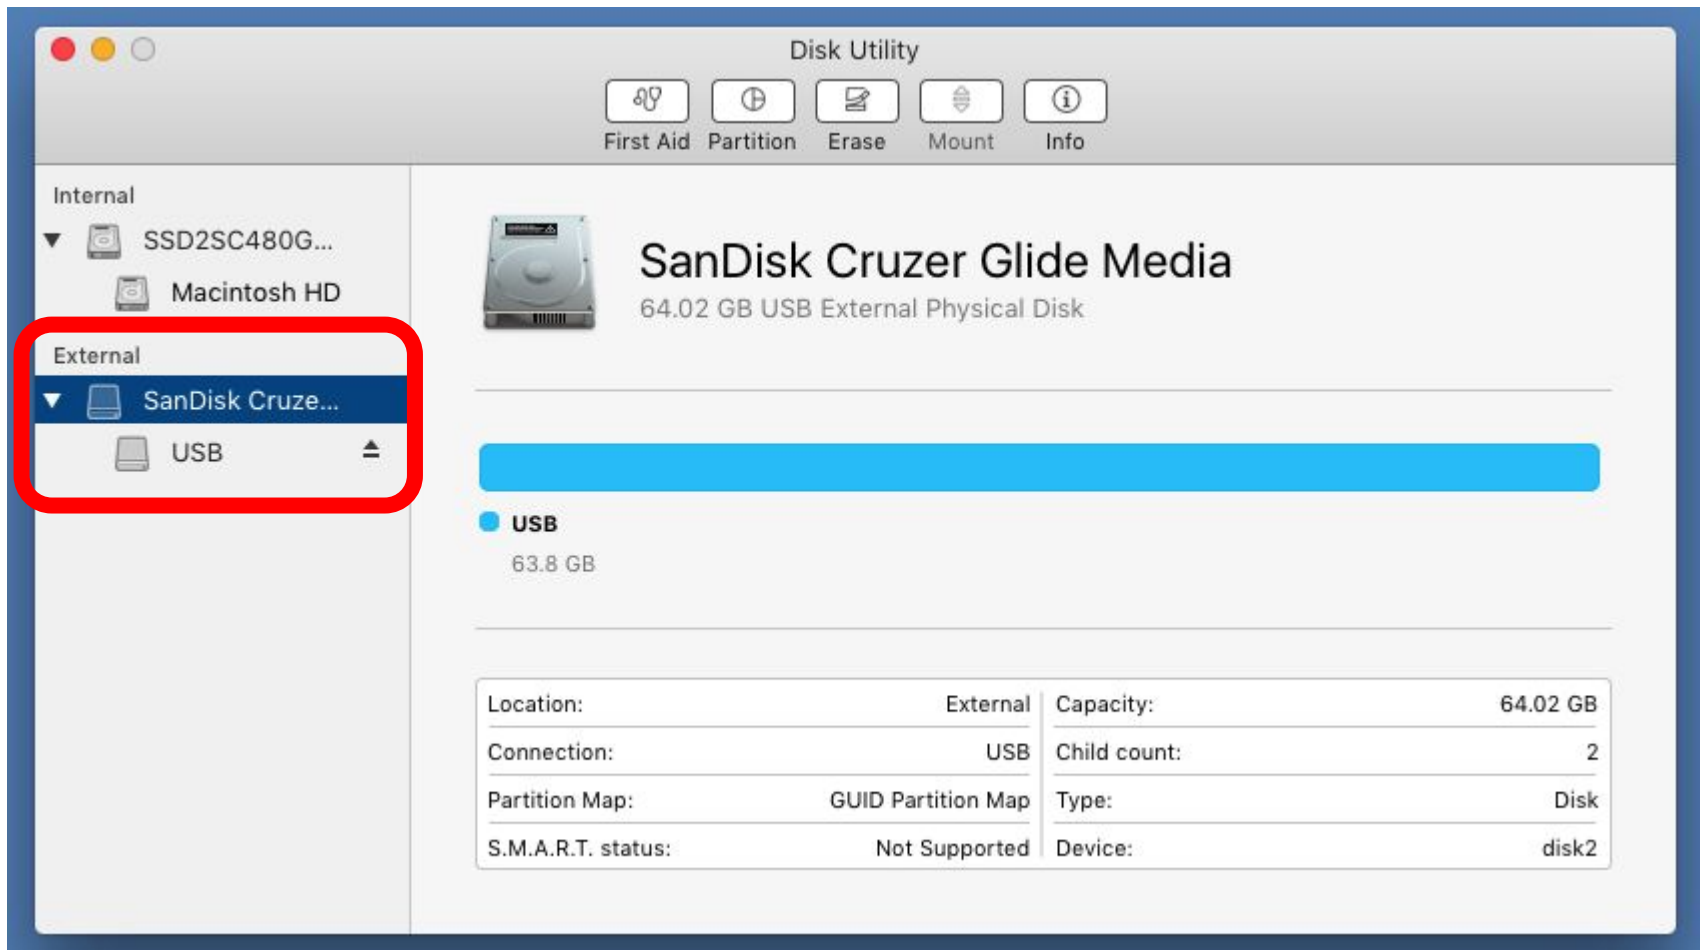 Disk Utility
First Aid Partition Erase Mount Info
Internal
SSD2SC480G...
Macintosh HD
External
SanDisk Cruze...
USB
SanDisk Cruzer Glide Media
64.02 GB USB External Physical Disk
USB
63.8 GB
Location: External Capacity: 64.02 GB
Connection: USB Child count: 2
Partition Map: GUID Partition Map Type: Disk
S.M.A.R.T. status: Not Supported Device: disk2